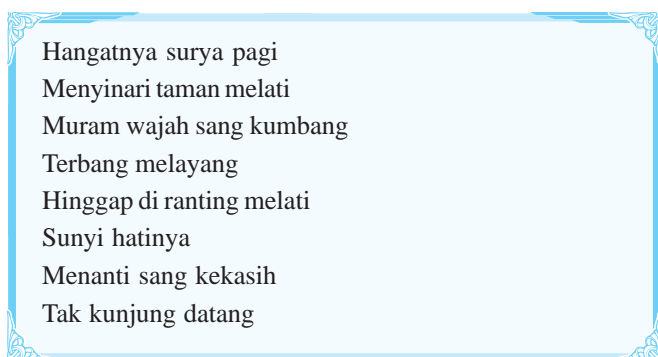 Hangatnya surya pagi
Menyinari taman melati
Muram wajah sang kumbang
Terbang melayang
Hinggap di ranting melati
Sunyi hatinya
Menanti sang kekasih
Tak kunjung datang